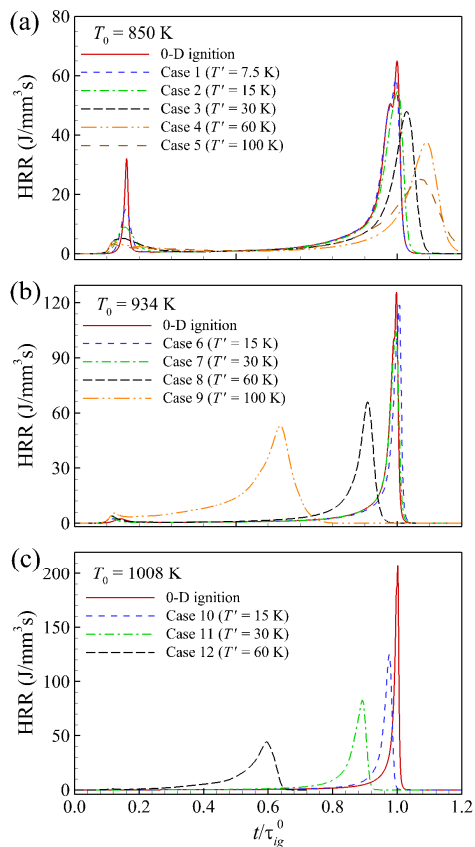 (a)
T₀ = 850 K
0-D ignition
Case 1 (T′ = 7.5 K)
Case 2 (T′ = 15 K)
Case 3 (T′ = 30 K)
Case 4 (T′ = 60 K)
Case 5 (T′ = 100 K)
HRR (J/mm³s)
80
60
40
20
0
(b)
T₀ = 934 K
0-D ignition
Case 6 (T′ = 15 K)
Case 7 (T′ = 30 K)
Case 8 (T′ = 60 K)
Case 9 (T′ = 100 K)
HRR (J/mm³s)
120
90
60
30
0
(c)
T₀ = 1008 K
0-D ignition
Case 10 (T′ = 15 K)
Case 11 (T′ = 30 K)
Case 12 (T′ = 60 K)
HRR (J/mm³s)
200
150
100
50
0
0.0 0.2 0.4 0.6 0.8 1.0 1.2
t/τ⁰ᵢg